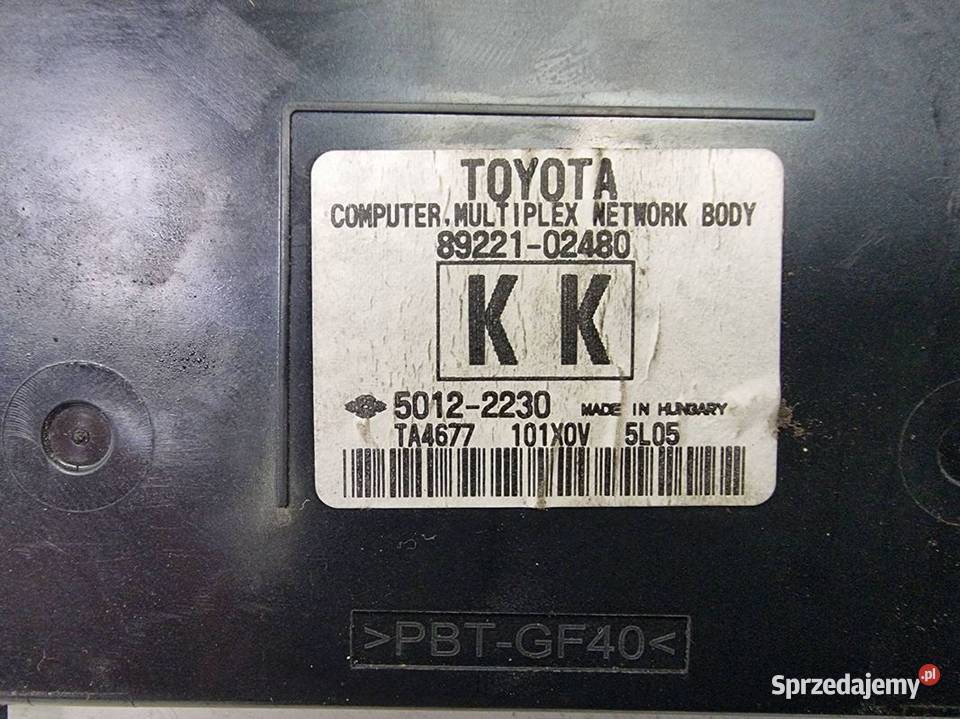 TOYOTA
COMPUTER,MULTIPLEX NETWORK BODY
89221-02480
K K
5012-2230 MADE IN HUNGARY
TA4677 101X0V 5L05
>PBT-GF40<
Sprzedajemy.pl